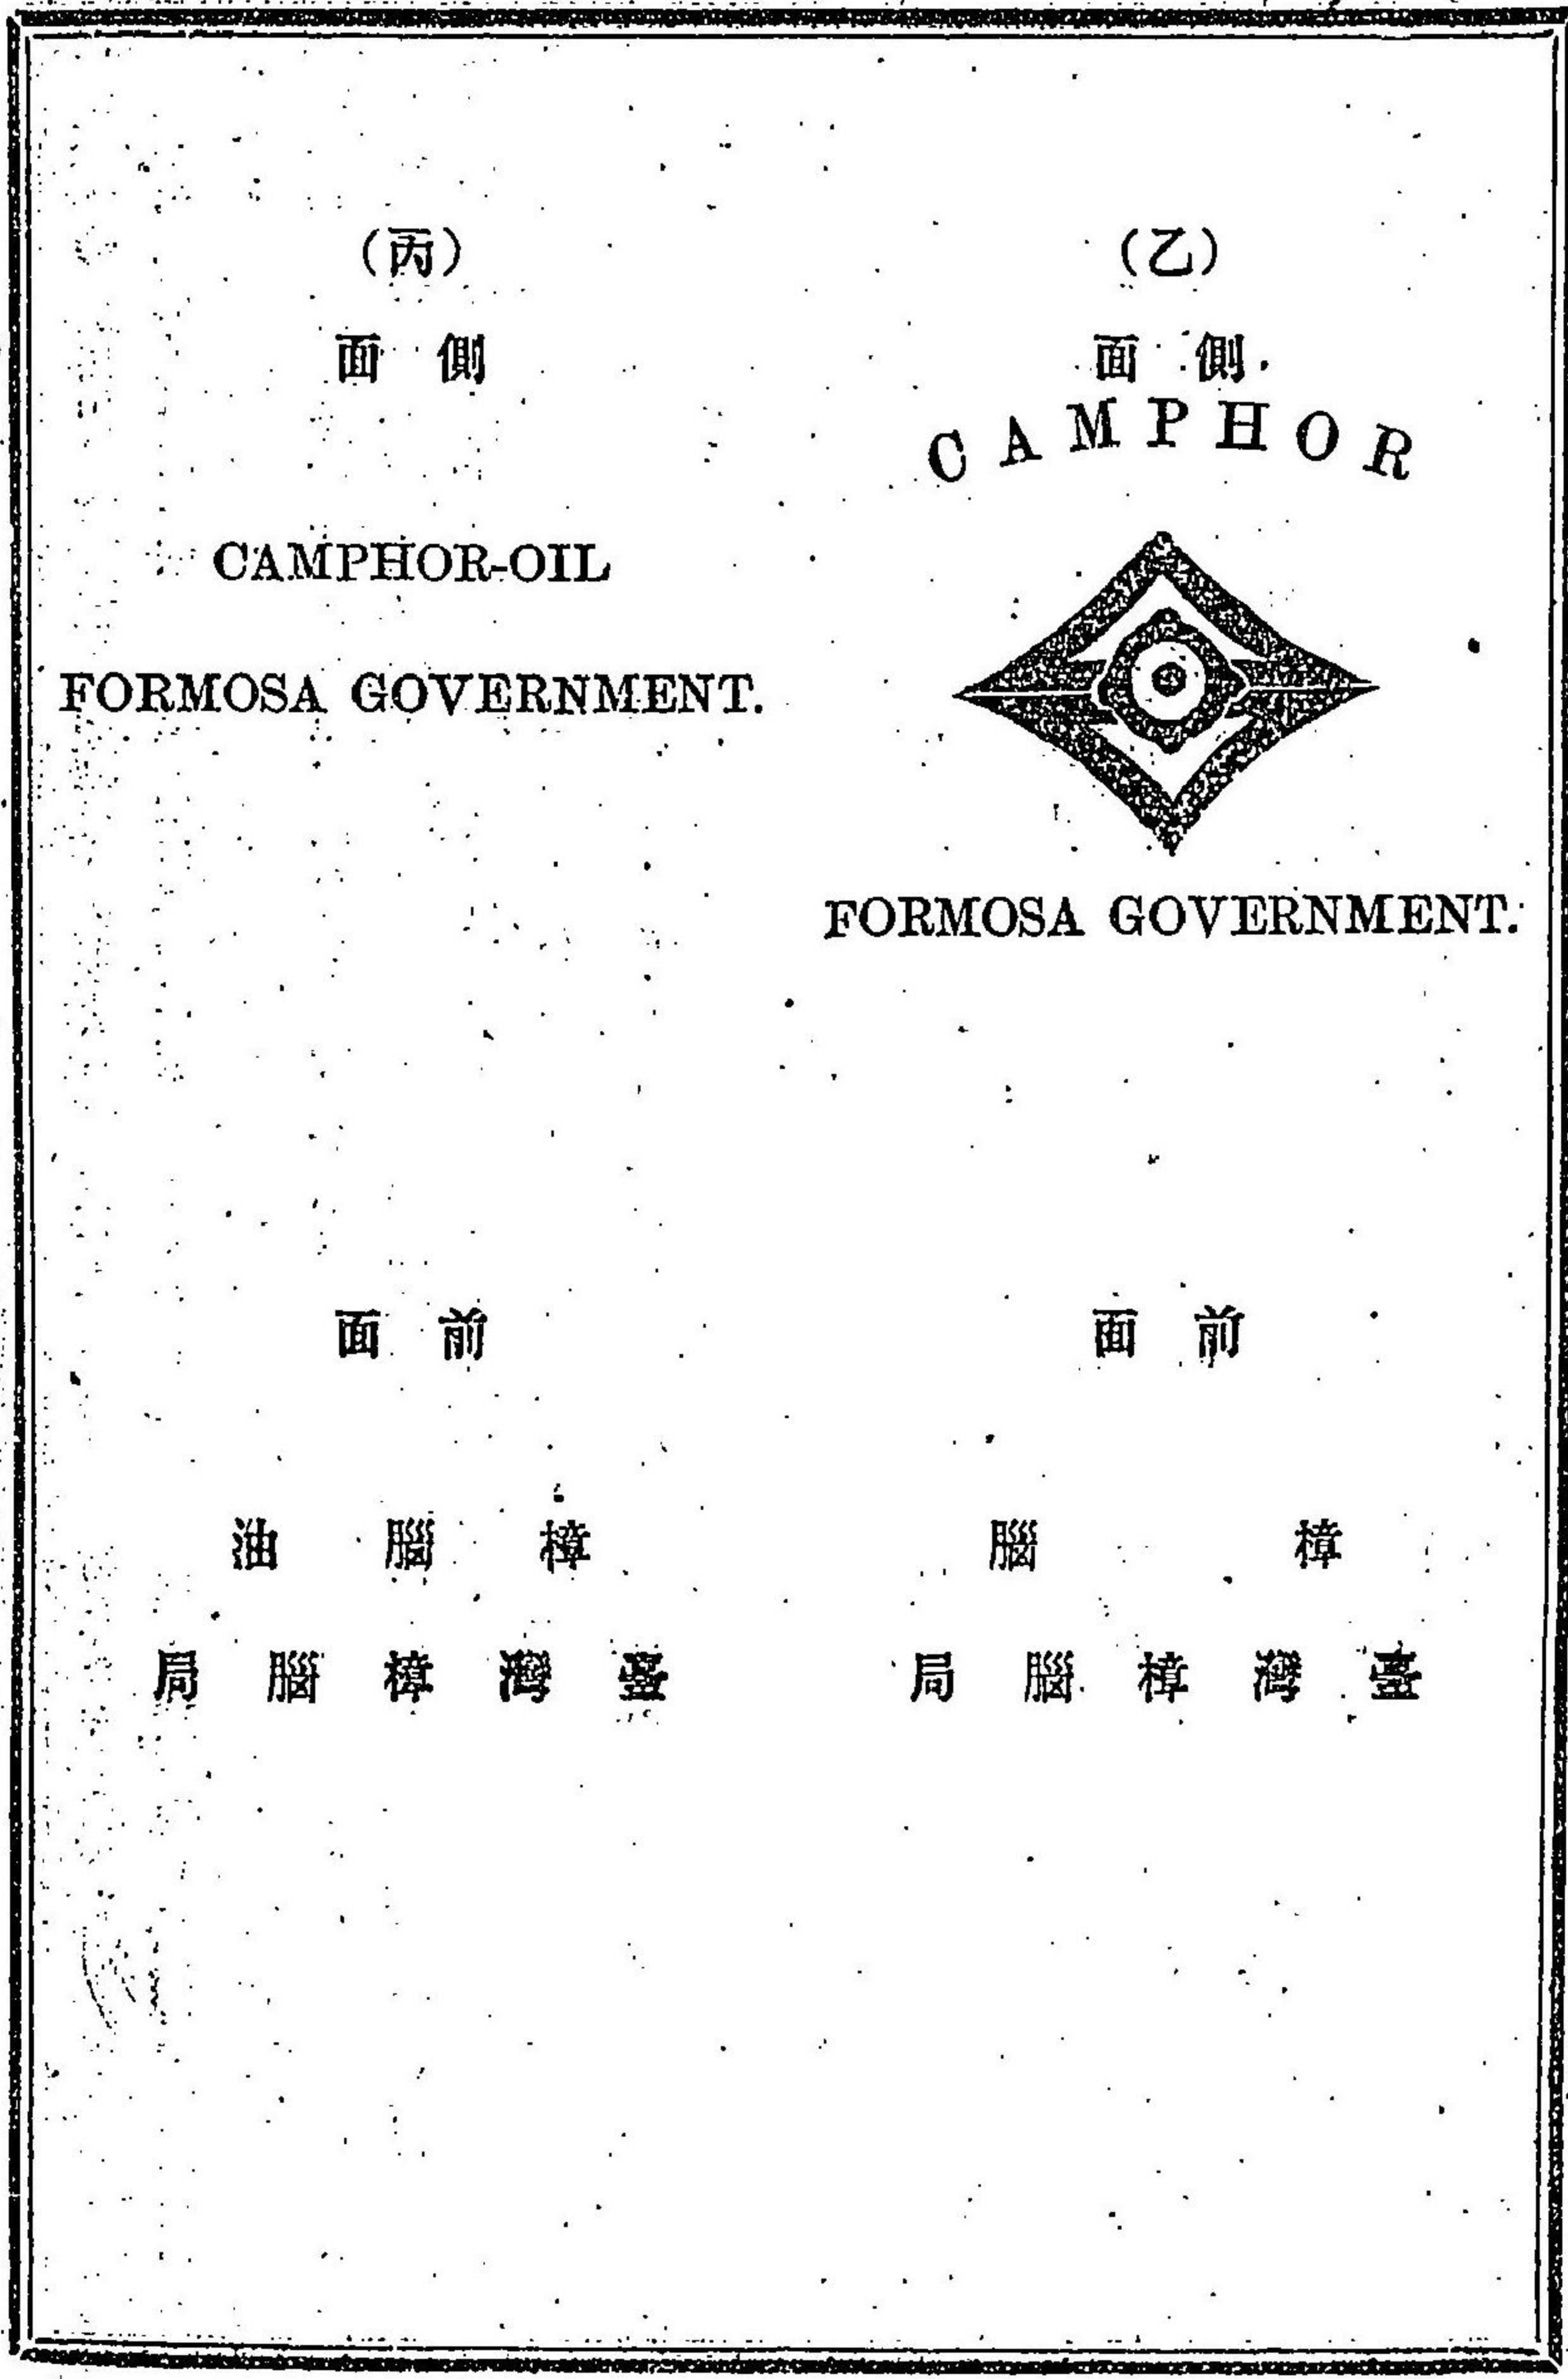 (乙)
側面
CAMPHOR
FORMOSA GOVERNMENT.
前面
樟腦
臺灣樟腦局
(丙)
側面
CAMPHOR-OIL
FORMOSA GOVERNMENT.
前面
樟腦油
臺灣樟腦局